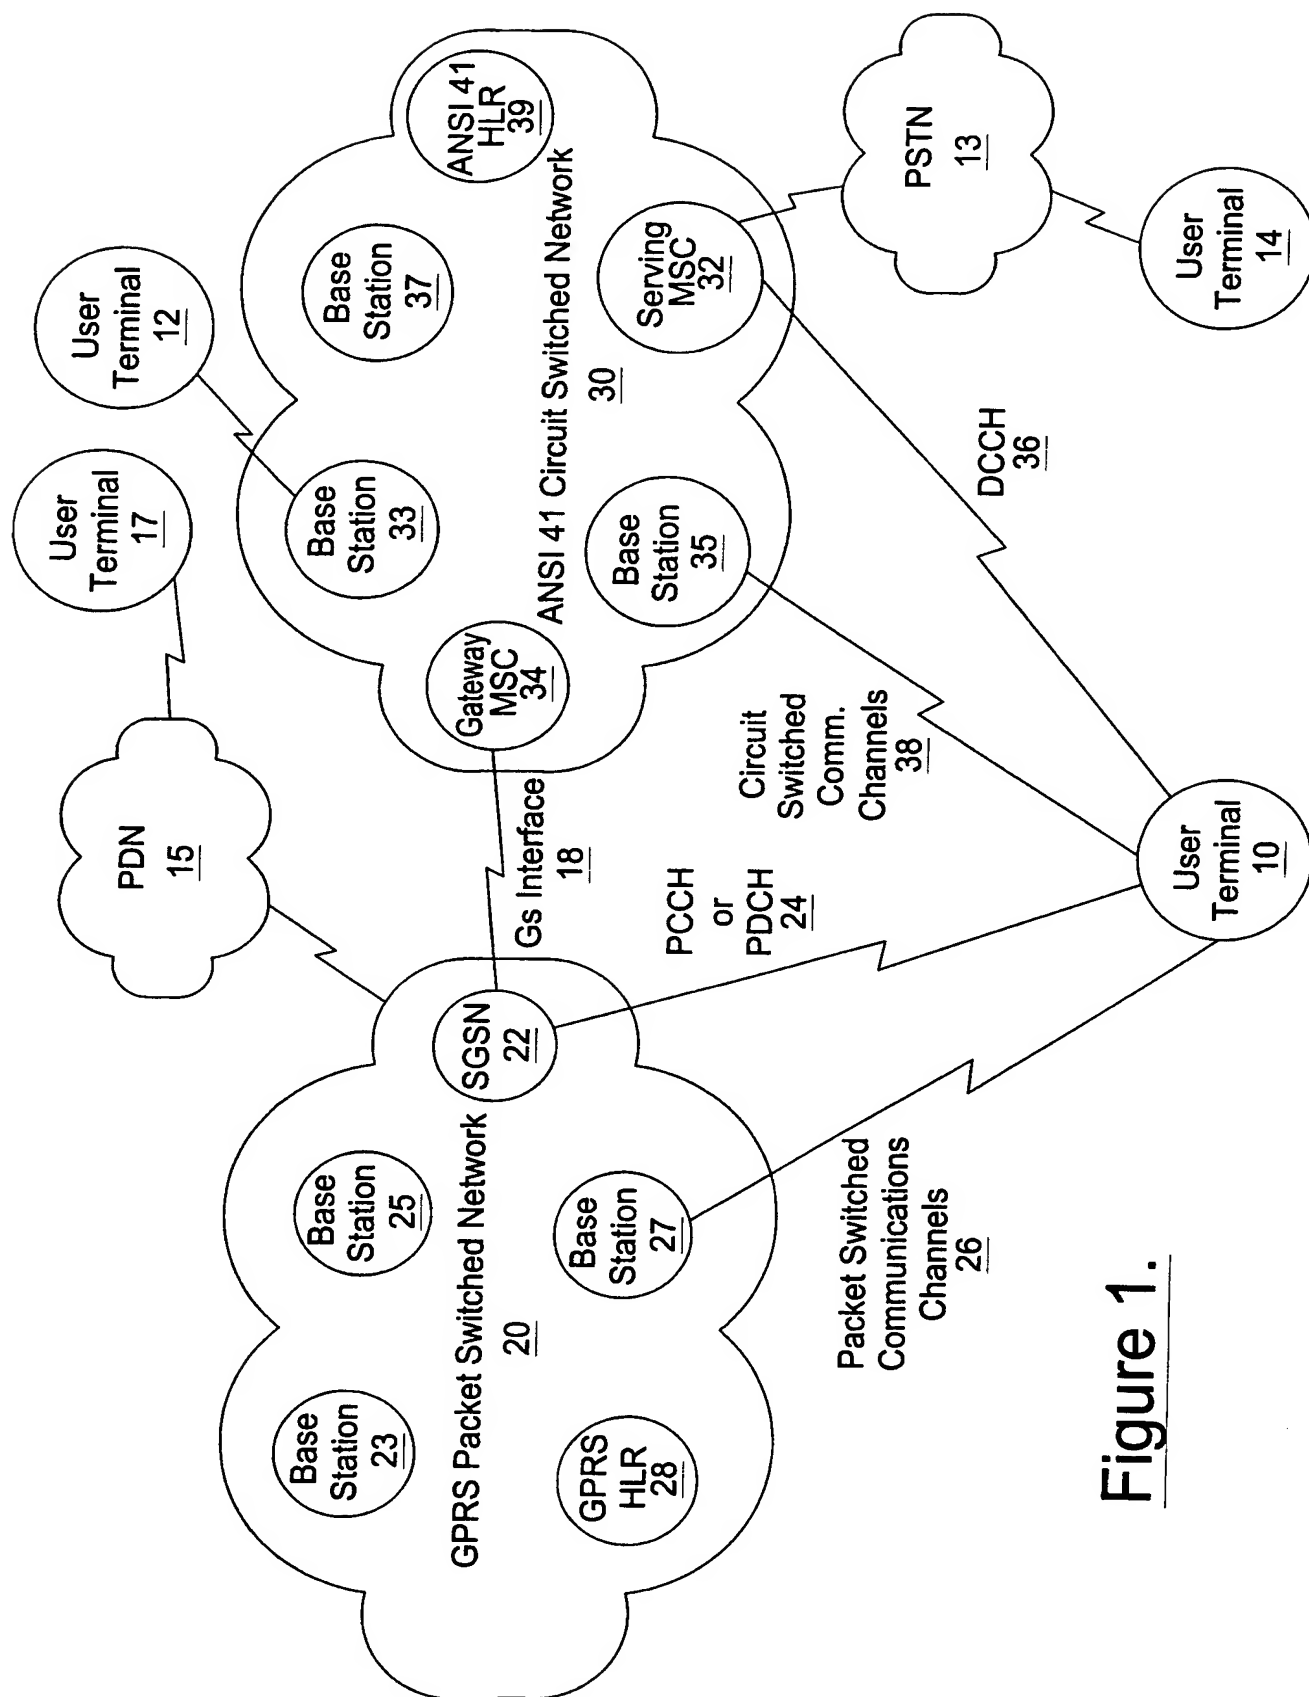 User
Terminal
17
User
Terminal
12
PDN
15
Base
Station
23
Base
Station
25
GPRS Packet Switched Network
20
SGSN
22
GPRS
HLR
28
Base
Station
27
Gs Interface
18
Gateway
MSC
34
Base
Station
33
Base
Station
37
ANSI 41
HLR
39
ANSI 41 Circuit Switched Network
30
Base
Station
35
Serving
MSC
32
Packet Switched
Communications
Channels
26
PCCH
or
PDCH
24
Circuit
Switched
Comm.
Channels
38
DCCH
36
PSTN
13
User
Terminal
10
User
Terminal
14
Figure 1.